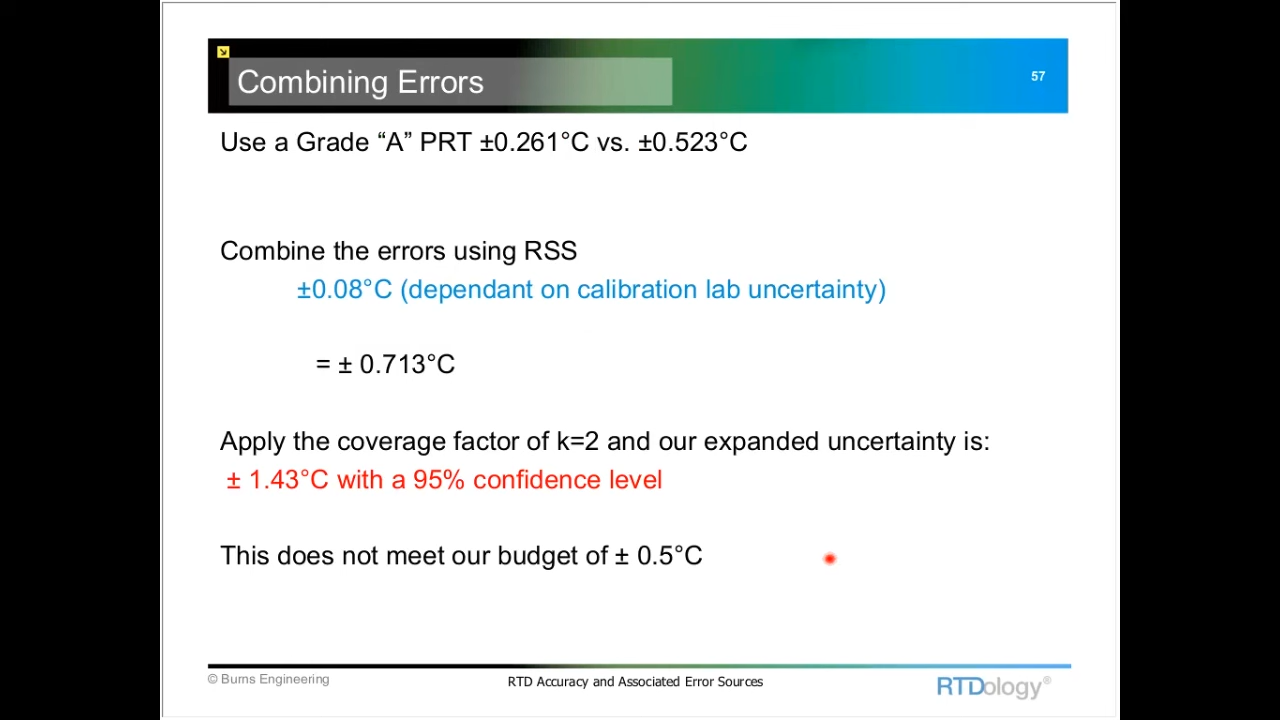 Combining Errors
57
Use a Grade “A” PRT ±0.261°C vs. ±0.523°C
Combine the errors using RSS
±0.08°C (dependant on calibration lab uncertainty)
= ± 0.713°C
Apply the coverage factor of k=2 and our expanded uncertainty is:
± 1.43°C with a 95% confidence level
This does not meet our budget of ± 0.5°C
© Burns Engineering
RTD Accuracy and Associated Error Sources
RTDology®